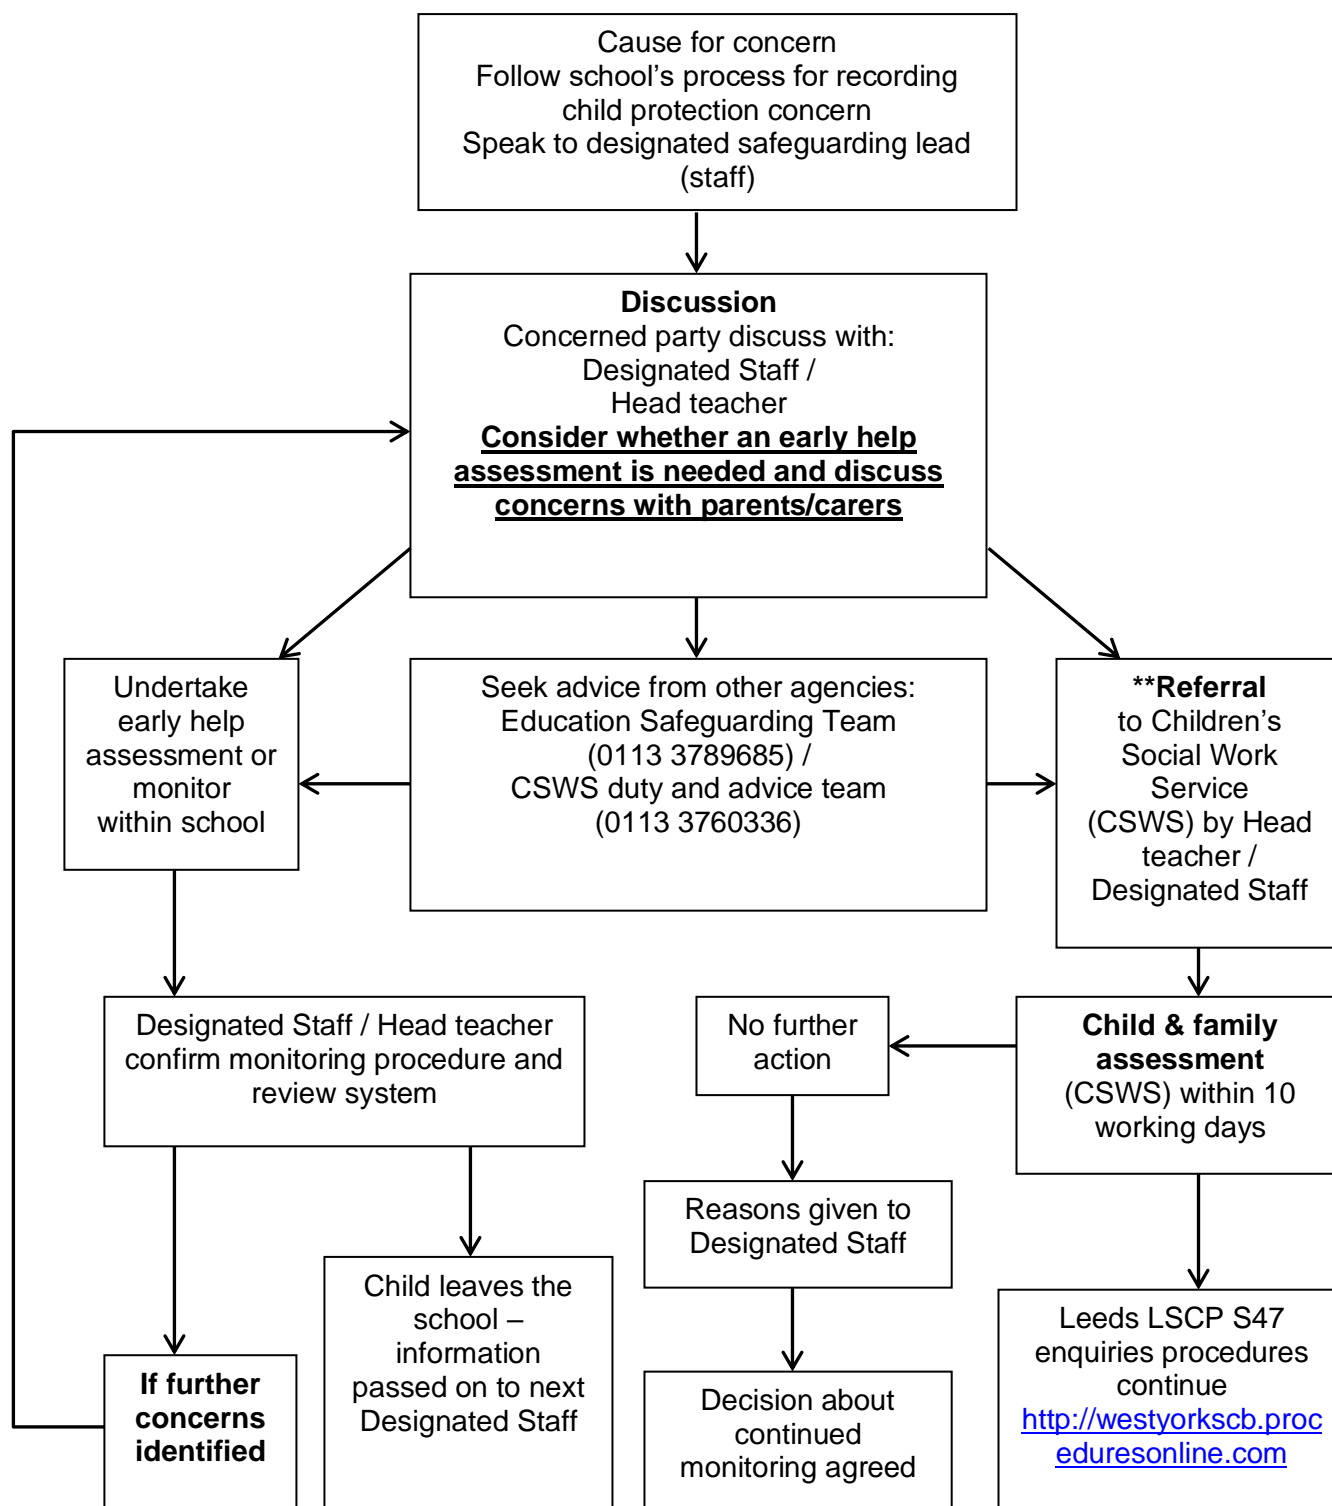 Cause for concern
Follow school's process for recording
child protection concern
Speak to designated safeguarding lead
(staff)
Discussion
Concerned party discuss with:
Designated Staff /
Head teacher
Consider whether an early help
assessment is needed and discuss
concerns with parents/carers
Undertake
early help
assessment or
monitor
within school
Seek advice from other agencies:
Education Safeguarding Team
(0113 3789685) /
CSWS duty and advice team
(0113 3760336)
**Referral
to Children's
Social Work
Service
(CSWS) by Head
teacher /
Designated Staff
Designated Staff / Head teacher
confirm monitoring procedure and
review system
No further
action
Child & family
assessment
(CSWS) within 10
working days
Reasons given to
Designated Staff
If further
concerns
identified
Child leaves the
school –
information
passed on to next
Designated Staff
Decision about
continued
monitoring agreed
Leeds LSCP S47
enquiries procedures
continue
http://westyorkscb.proc
eduresonline.com